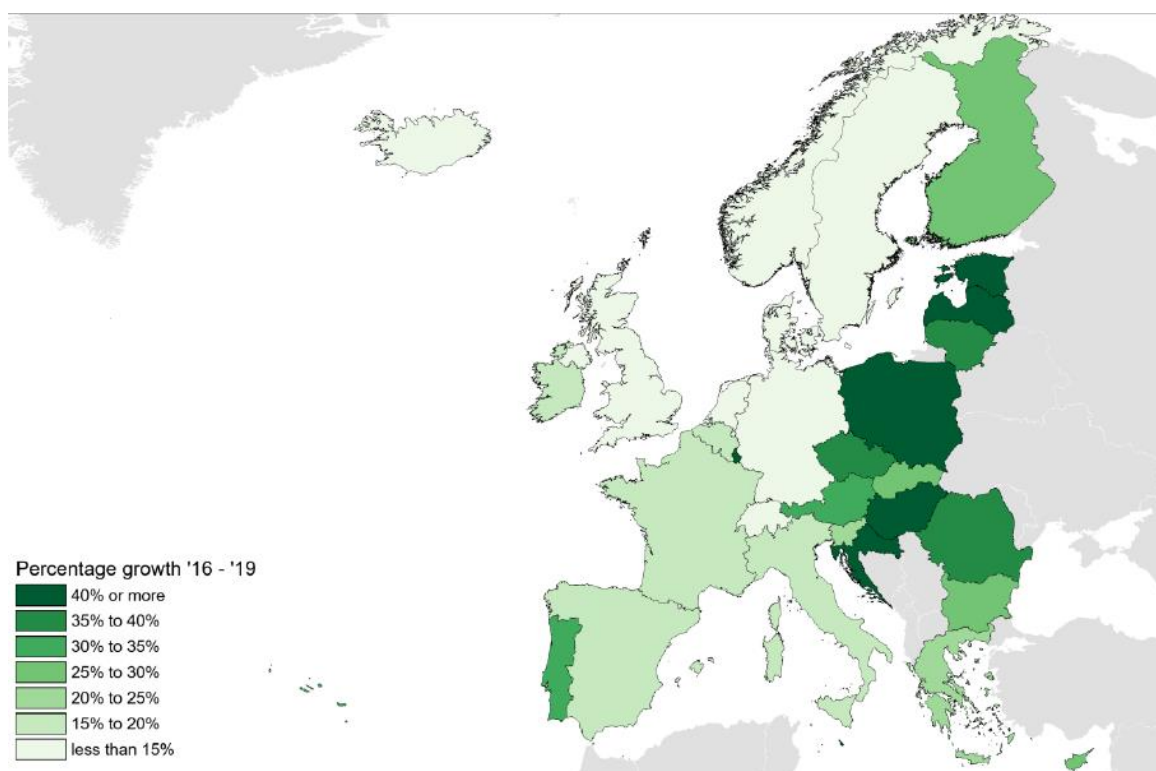 Percentage growth '16 - '19
40% or more
35% to 40%
30% to 35%
25% to 30%
20% to 25%
15% to 20%
less than 15%